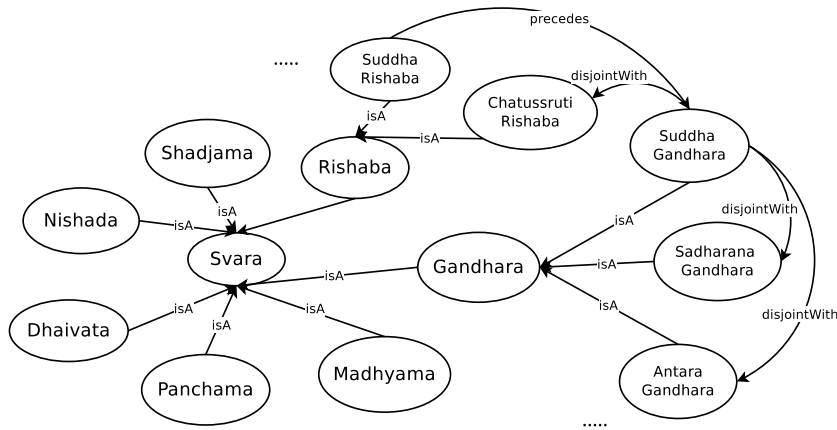 precedes
.....
Suddha
Rishaba
disjointWith
Chatussruti
Rishaba
isA
isA
Suddha
Gandhara
Shadjama
Rishaba
isA
disjointWith
Nishada
isA
isA
Svara
Gandhara
isA
isA
Sadharana
Gandhara
isA
isA
isA
isA
disjointWith
Dhaivata
isA
Panchama
Madhyama
Antara
Gandhara
.....